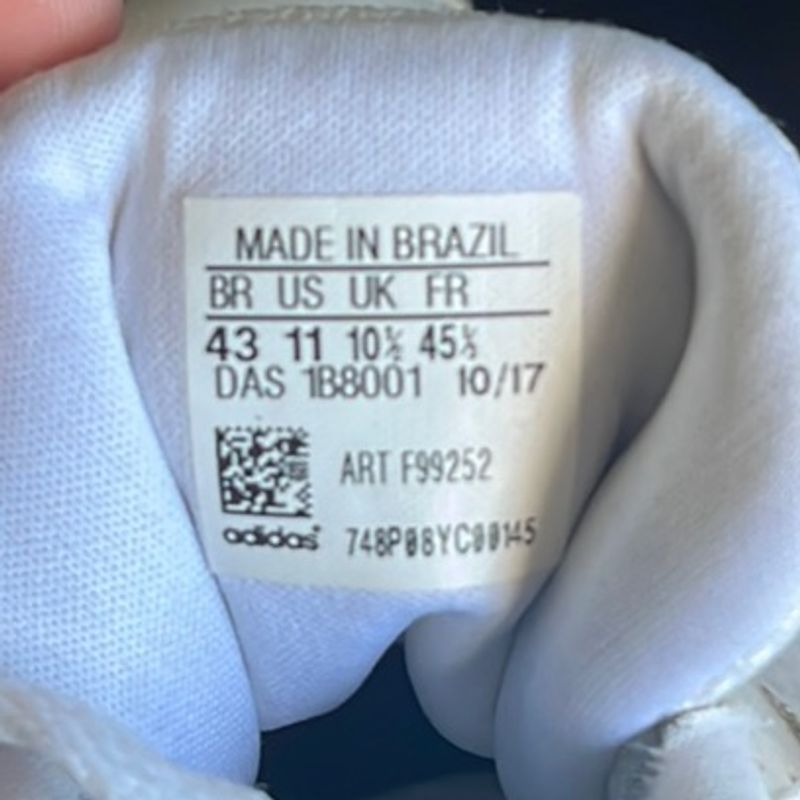 MADE IN BRAZIL
BR US UK FR
43 11 10½ 45⅓
DAS 1B8001 10/17
ART F99252
adidas 748P08YC00145